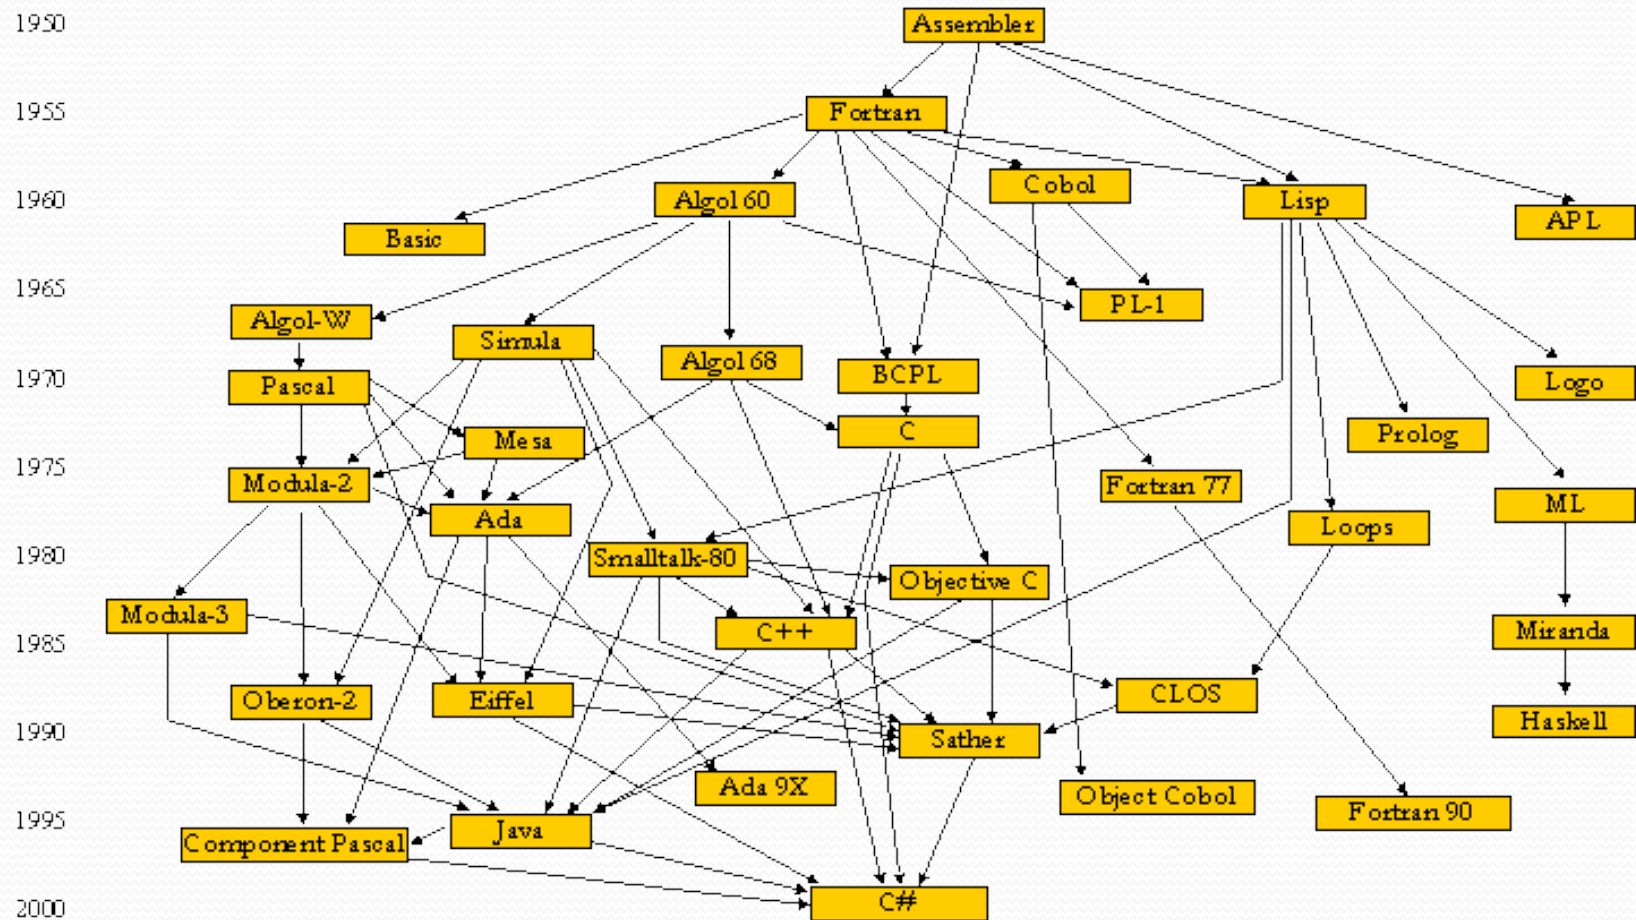 1950
Assembler
1955
Fortran
Cobol
1960
Algol 60
Lisp
APL
Basic
1965
PL-1
Algol-W
Simula
Algol 68
BCPL
1970
Pascal
Logo
C
Prolog
Mesa
1975
Modula-2
Fortran 77
ML
Ada
Loops
1980
Smalltalk-80
Objective C
Modula-3
C++
Miranda
1985
Oberon-2
Eiffel
CLOS
Haskell
1990
Sather
Ada 9X
Object Cobol
Fortran 90
1995
Java
Component Pascal
C#
2000